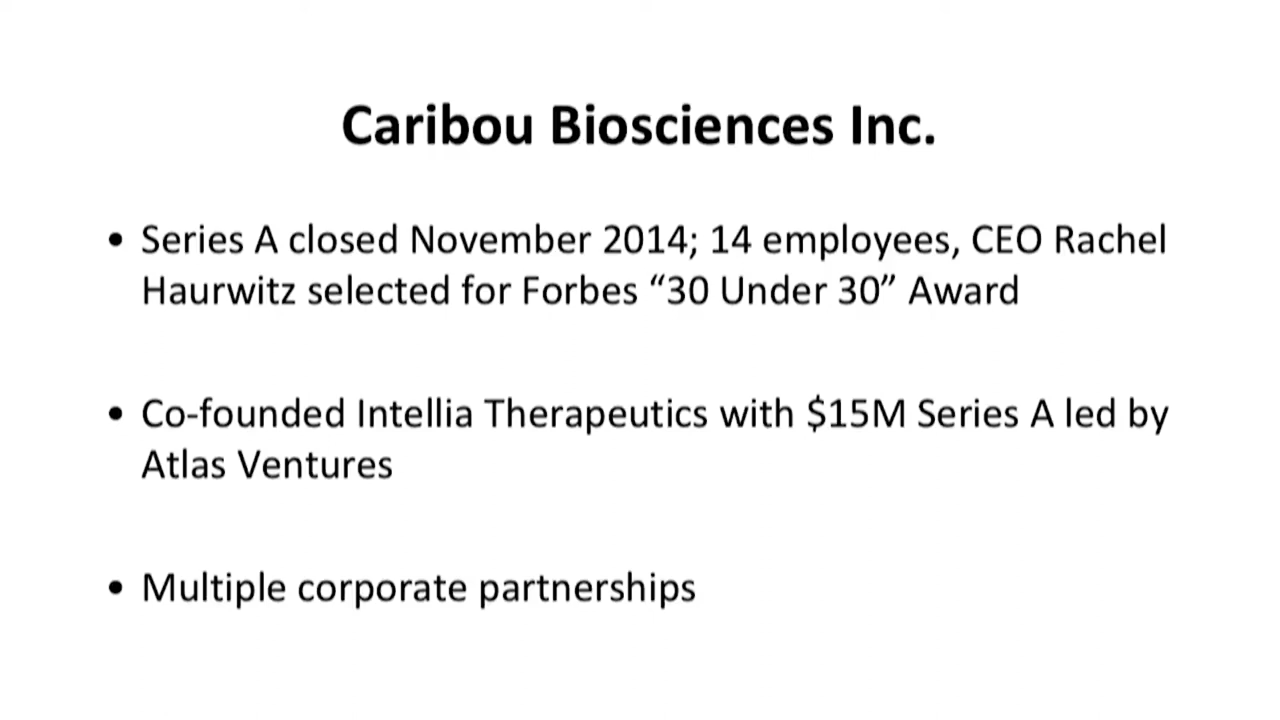 Caribou Biosciences Inc.
• Series A closed November 2014; 14 employees, CEO Rachel
Haurwitz selected for Forbes “30 Under 30” Award
• Co-founded Intellia Therapeutics with $15M Series A led by
Atlas Ventures
• Multiple corporate partnerships